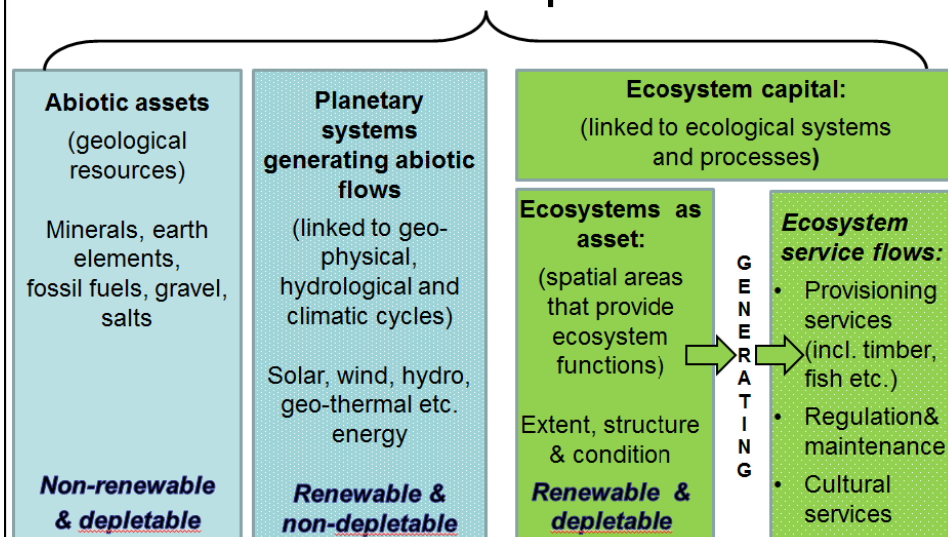 Abiotic assets
(geological
resources)
Minerals, earth
elements,
fossil fuels, gravel,
salts
Non-renewable
& depletable
Planetary
systems
generating abiotic
flows
(linked to geo-
physical,
hydrological and
climatic cycles)
Solar, wind, hydro,
geo-thermal etc.
energy
Renewable &
non-depletable
Ecosystem capital:
(linked to ecological systems
and processes)
Ecosystems as
asset:
(spatial areas
that provide
ecosystem
functions)
Extent, structure
& condition
Renewable &
depletable
GENERATING
Ecosystem
service flows:
• Provisioning
services
(incl. timber,
fish etc.)
• Regulation&
maintenance
• Cultural
services